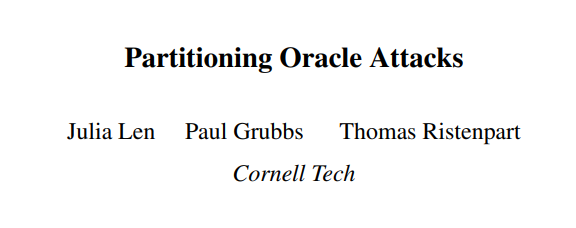 Partitioning Oracle Attacks
Julia Len Paul Grubbs Thomas Ristenpart
Cornell Tech